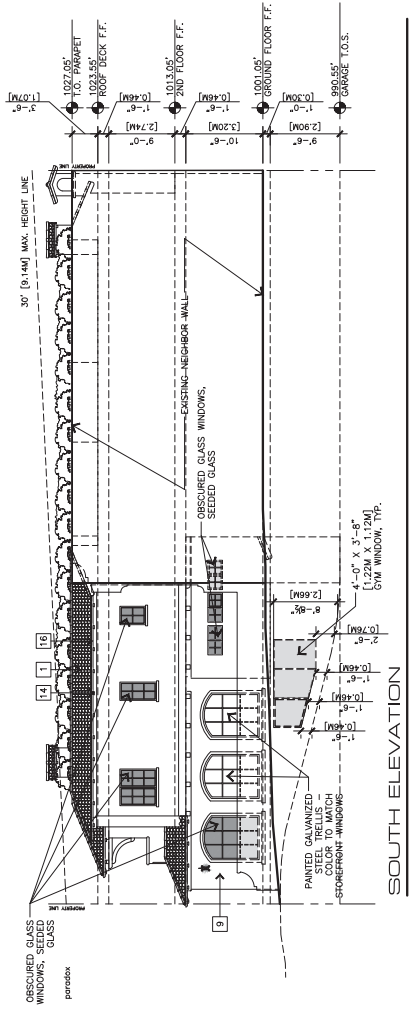 30' [9.14M] MAX. HEIGHT LINE
PROPERTY LINE
PROPERTY LINE
14
1
16
1027.05'
T.O. PARAPET
1023.55'
ROOF DECK F.F.
1013.05'
2ND FLOOR F.F.
1001.05'
GROUND FLOOR F.F.
990.55'
GARAGE T.O.S.
3'-6"
[1.07M]
1'-6"
[0.46M]
9'-0"
[2.74M]
1'-6"
[0.46M]
10'-6"
[3.20M]
1'-0"
[0.30M]
9'-6"
[2.90M]
OBSCURED GLASS
WINDOWS, SEEDED
GLASS
paradox
EXISTING NEIGHBOR WALL
OBSCURED GLASS WINDOWS,
SEEDED GLASS
9
PAINTED GALVANIZED
STEEL TRELLIS -
COLOR TO MATCH
STOREFRONT WINDOWS
8'-8½"
[2.66M]
4'-0" X 3'-8"
[1.22M X 1.12M]
GYM WINDOW, TYP.
1'-6"
[0.46M]
1'-6"
[0.46M]
1'-6"
[0.46M]
2'-6"
[0.76M]
SOUTH ELEVATION